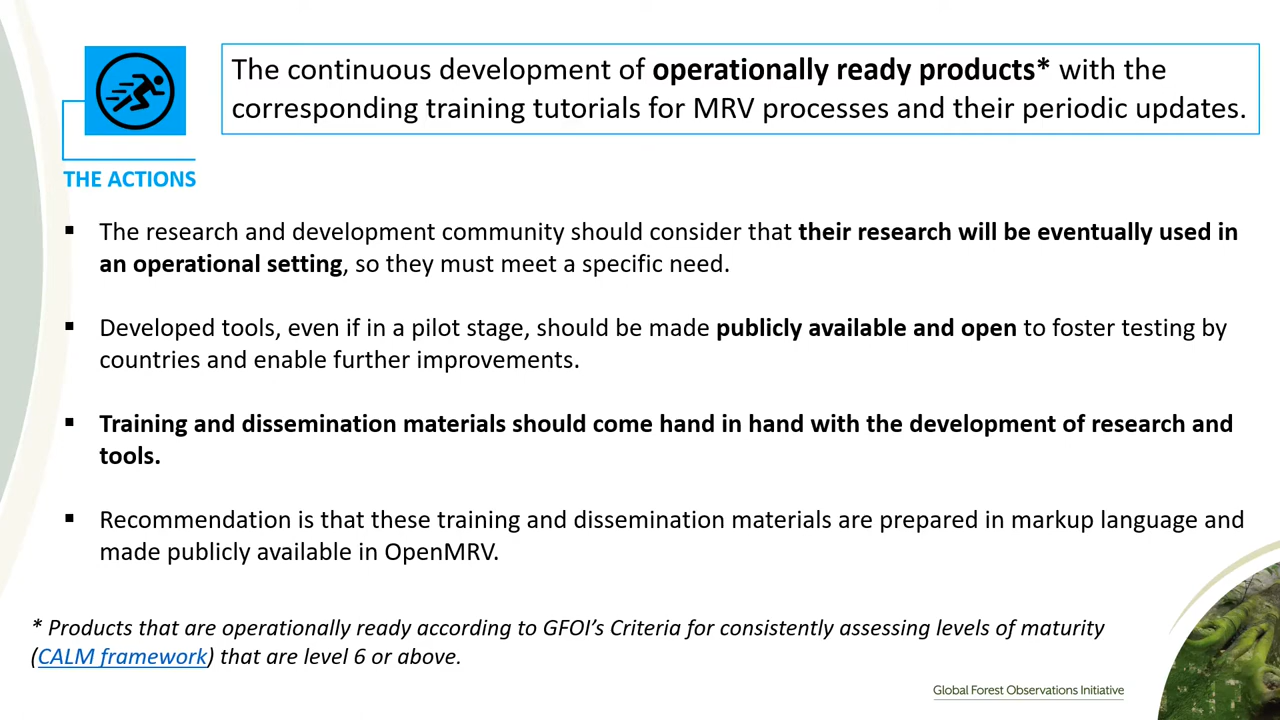 The continuous development of operationally ready products* with the
corresponding training tutorials for MRV processes and their periodic updates.
THE ACTIONS
▪ The research and development community should consider that their research will be eventually used in
an operational setting, so they must meet a specific need.
▪ Developed tools, even if in a pilot stage, should be made publicly available and open to foster testing by
countries and enable further improvements.
▪ Training and dissemination materials should come hand in hand with the development of research and
tools.
▪ Recommendation is that these training and dissemination materials are prepared in markup language and
made publicly available in OpenMRV.
* Products that are operationally ready according to GFOI’s Criteria for consistently assessing levels of maturity
(CALM framework) that are level 6 or above.
Global Forest Observations Initiative